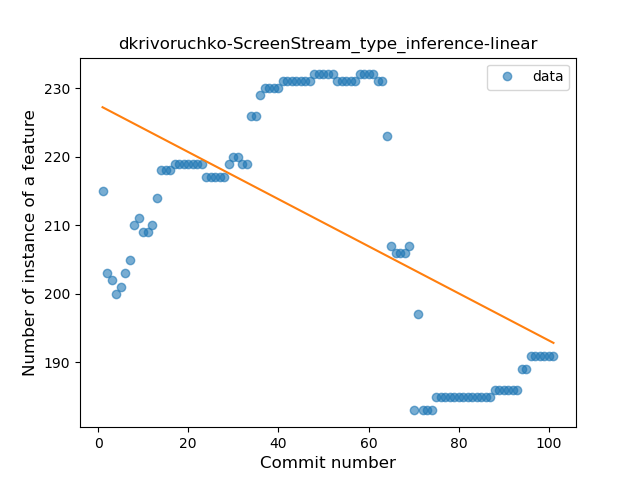 dkrivoruchko-ScreenStream_type_inference-linear
data
Number of instance of a feature
230
220
210
200
190
0 20 40 60 80 100
Commit number